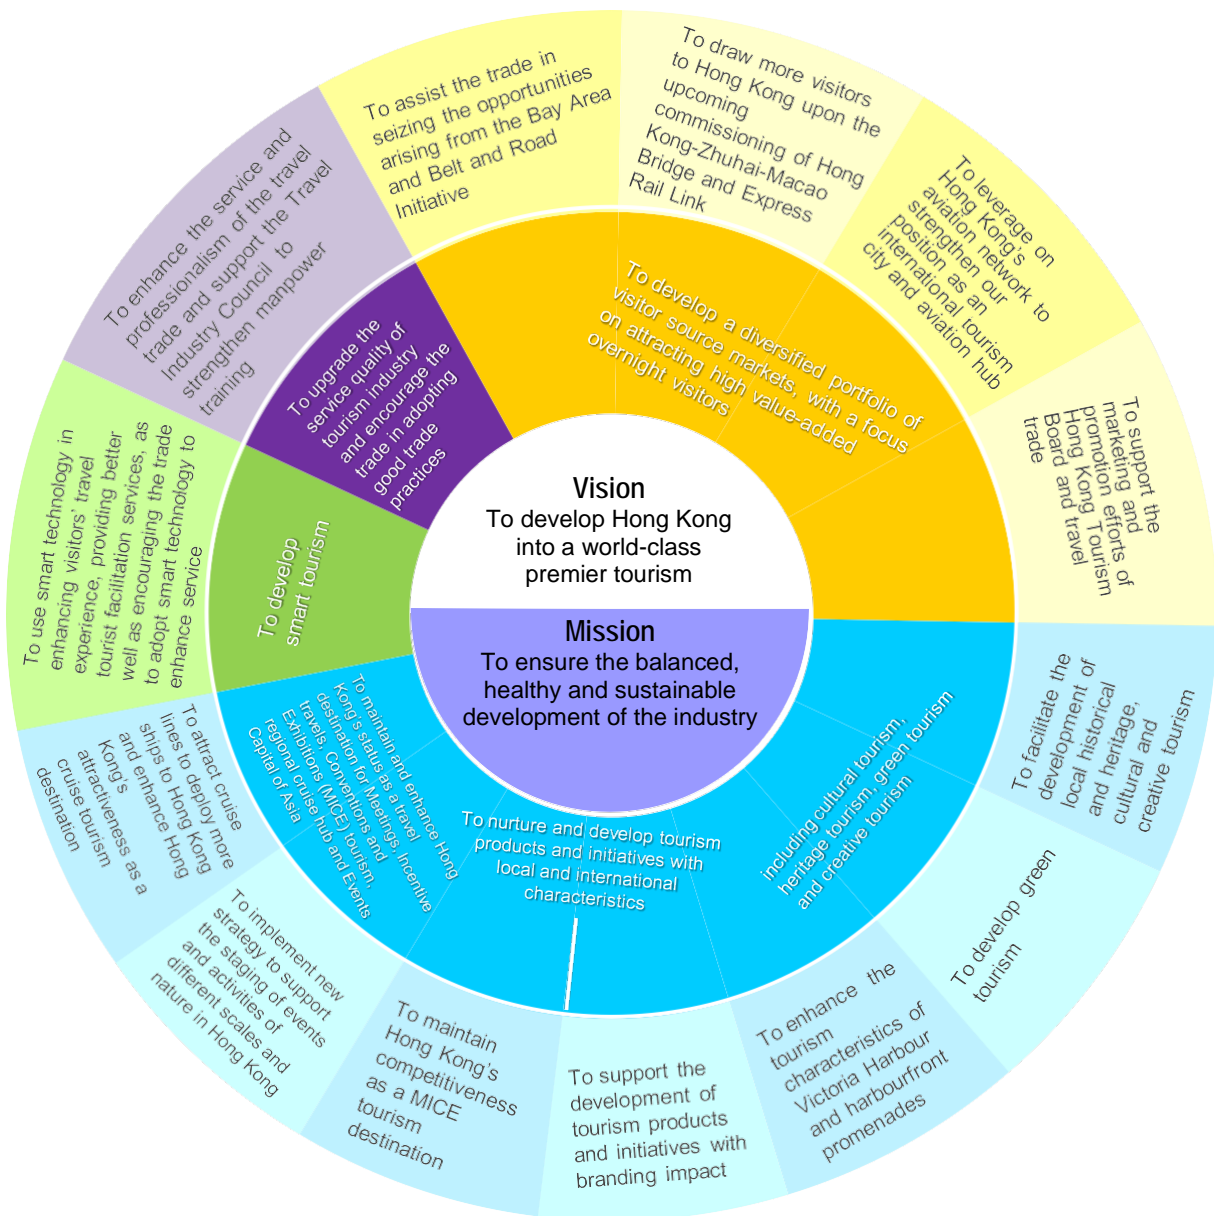 Vision
To develop Hong Kong
into a world-class
premier tourism
Mission
To ensure the balanced,
healthy and sustainable
development of the industry
To develop a diversified portfolio of
visitor source markets, with a focus
on attracting high value-added
overnight visitors
including cultural tourism,
heritage tourism, green tourism
and creative tourism
To nurture and develop tourism
products and initiatives with
local and international
characteristics
To maintain and enhance Hong
Kong's status as a travel
destination for Meetings, Incentive
travels, Conventions and
Exhibitions (MICE) tourism,
regional cruise hub and Events
Capital of Asia
To develop
smart tourism
To upgrade the
service quality of
tourism industry
and encourage the
trade in adopting
good trade
practices
To assist the trade in
seizing the opportunities
arising from the Bay Area
and Belt and Road
Initiative
To draw more visitors
to Hong Kong upon the
upcoming
commissioning of Hong
Kong-Zhuhai-Macao
Bridge and Express
Rail Link
To leverage on
Hong Kong's
aviation network to
strengthen our
position as an
international tourism
city and aviation hub
To support the
marketing and
promotion efforts of
Hong Kong Tourism
Board and travel
trade
To facilitate the
development of
local historical
and heritage,
cultural and
creative tourism
To develop green
tourism
To enhance the
tourism
characteristics of
Victoria Harbour
and harbourfront
promenades
To support the
development of
tourism products
and initiatives with
branding impact
To maintain
Hong Kong's
competitiveness
as a MICE
tourism
destination
To implement new
strategy to support
the staging of events
and activities of
different scales and
nature in Hong Kong
To attract cruise
lines to deploy more
ships to Hong Kong
and enhance Hong
Kong's
attractiveness as a
cruise tourism
destination
To use smart technology in
enhancing visitors' travel
experience, providing better
tourist facilitation services, as
well as encouraging the trade
to adopt smart technology to
enhance service
To enhance the service and
professionalism of the travel
trade and support the Travel
Industry Council to
strengthen manpower
training